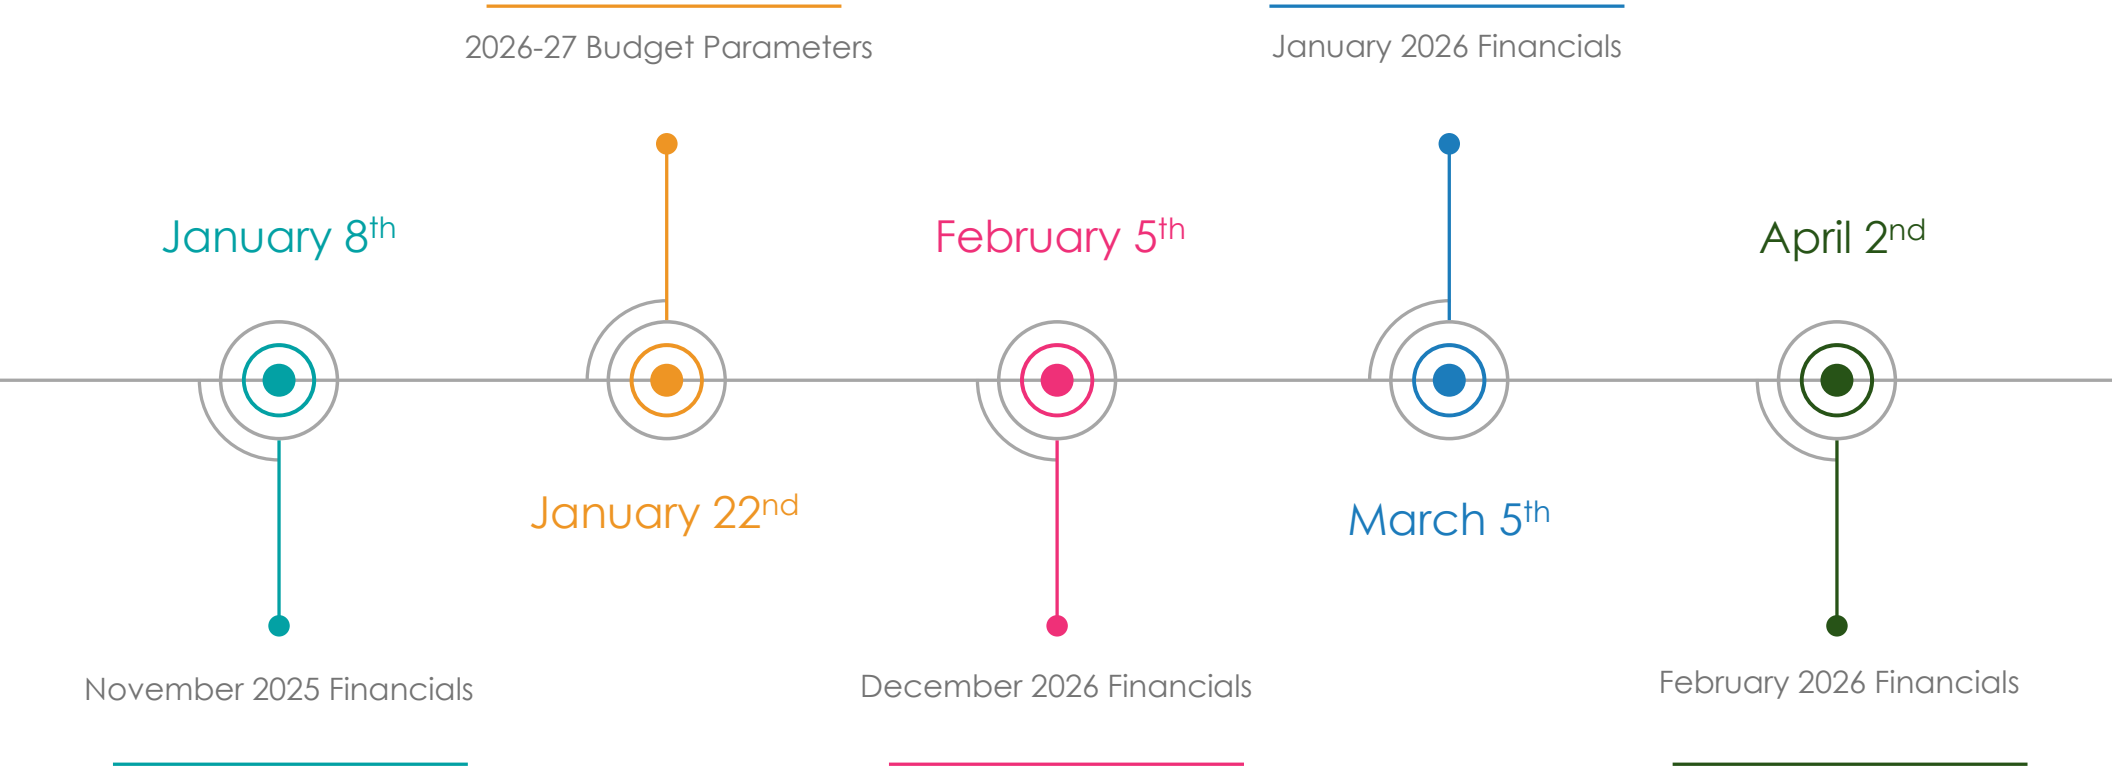 2026-27 Budget Parameters
January 2026 Financials
January 8th
February 5th
April 2nd
January 22nd
March 5th
November 2025 Financials
December 2026 Financials
February 2026 Financials